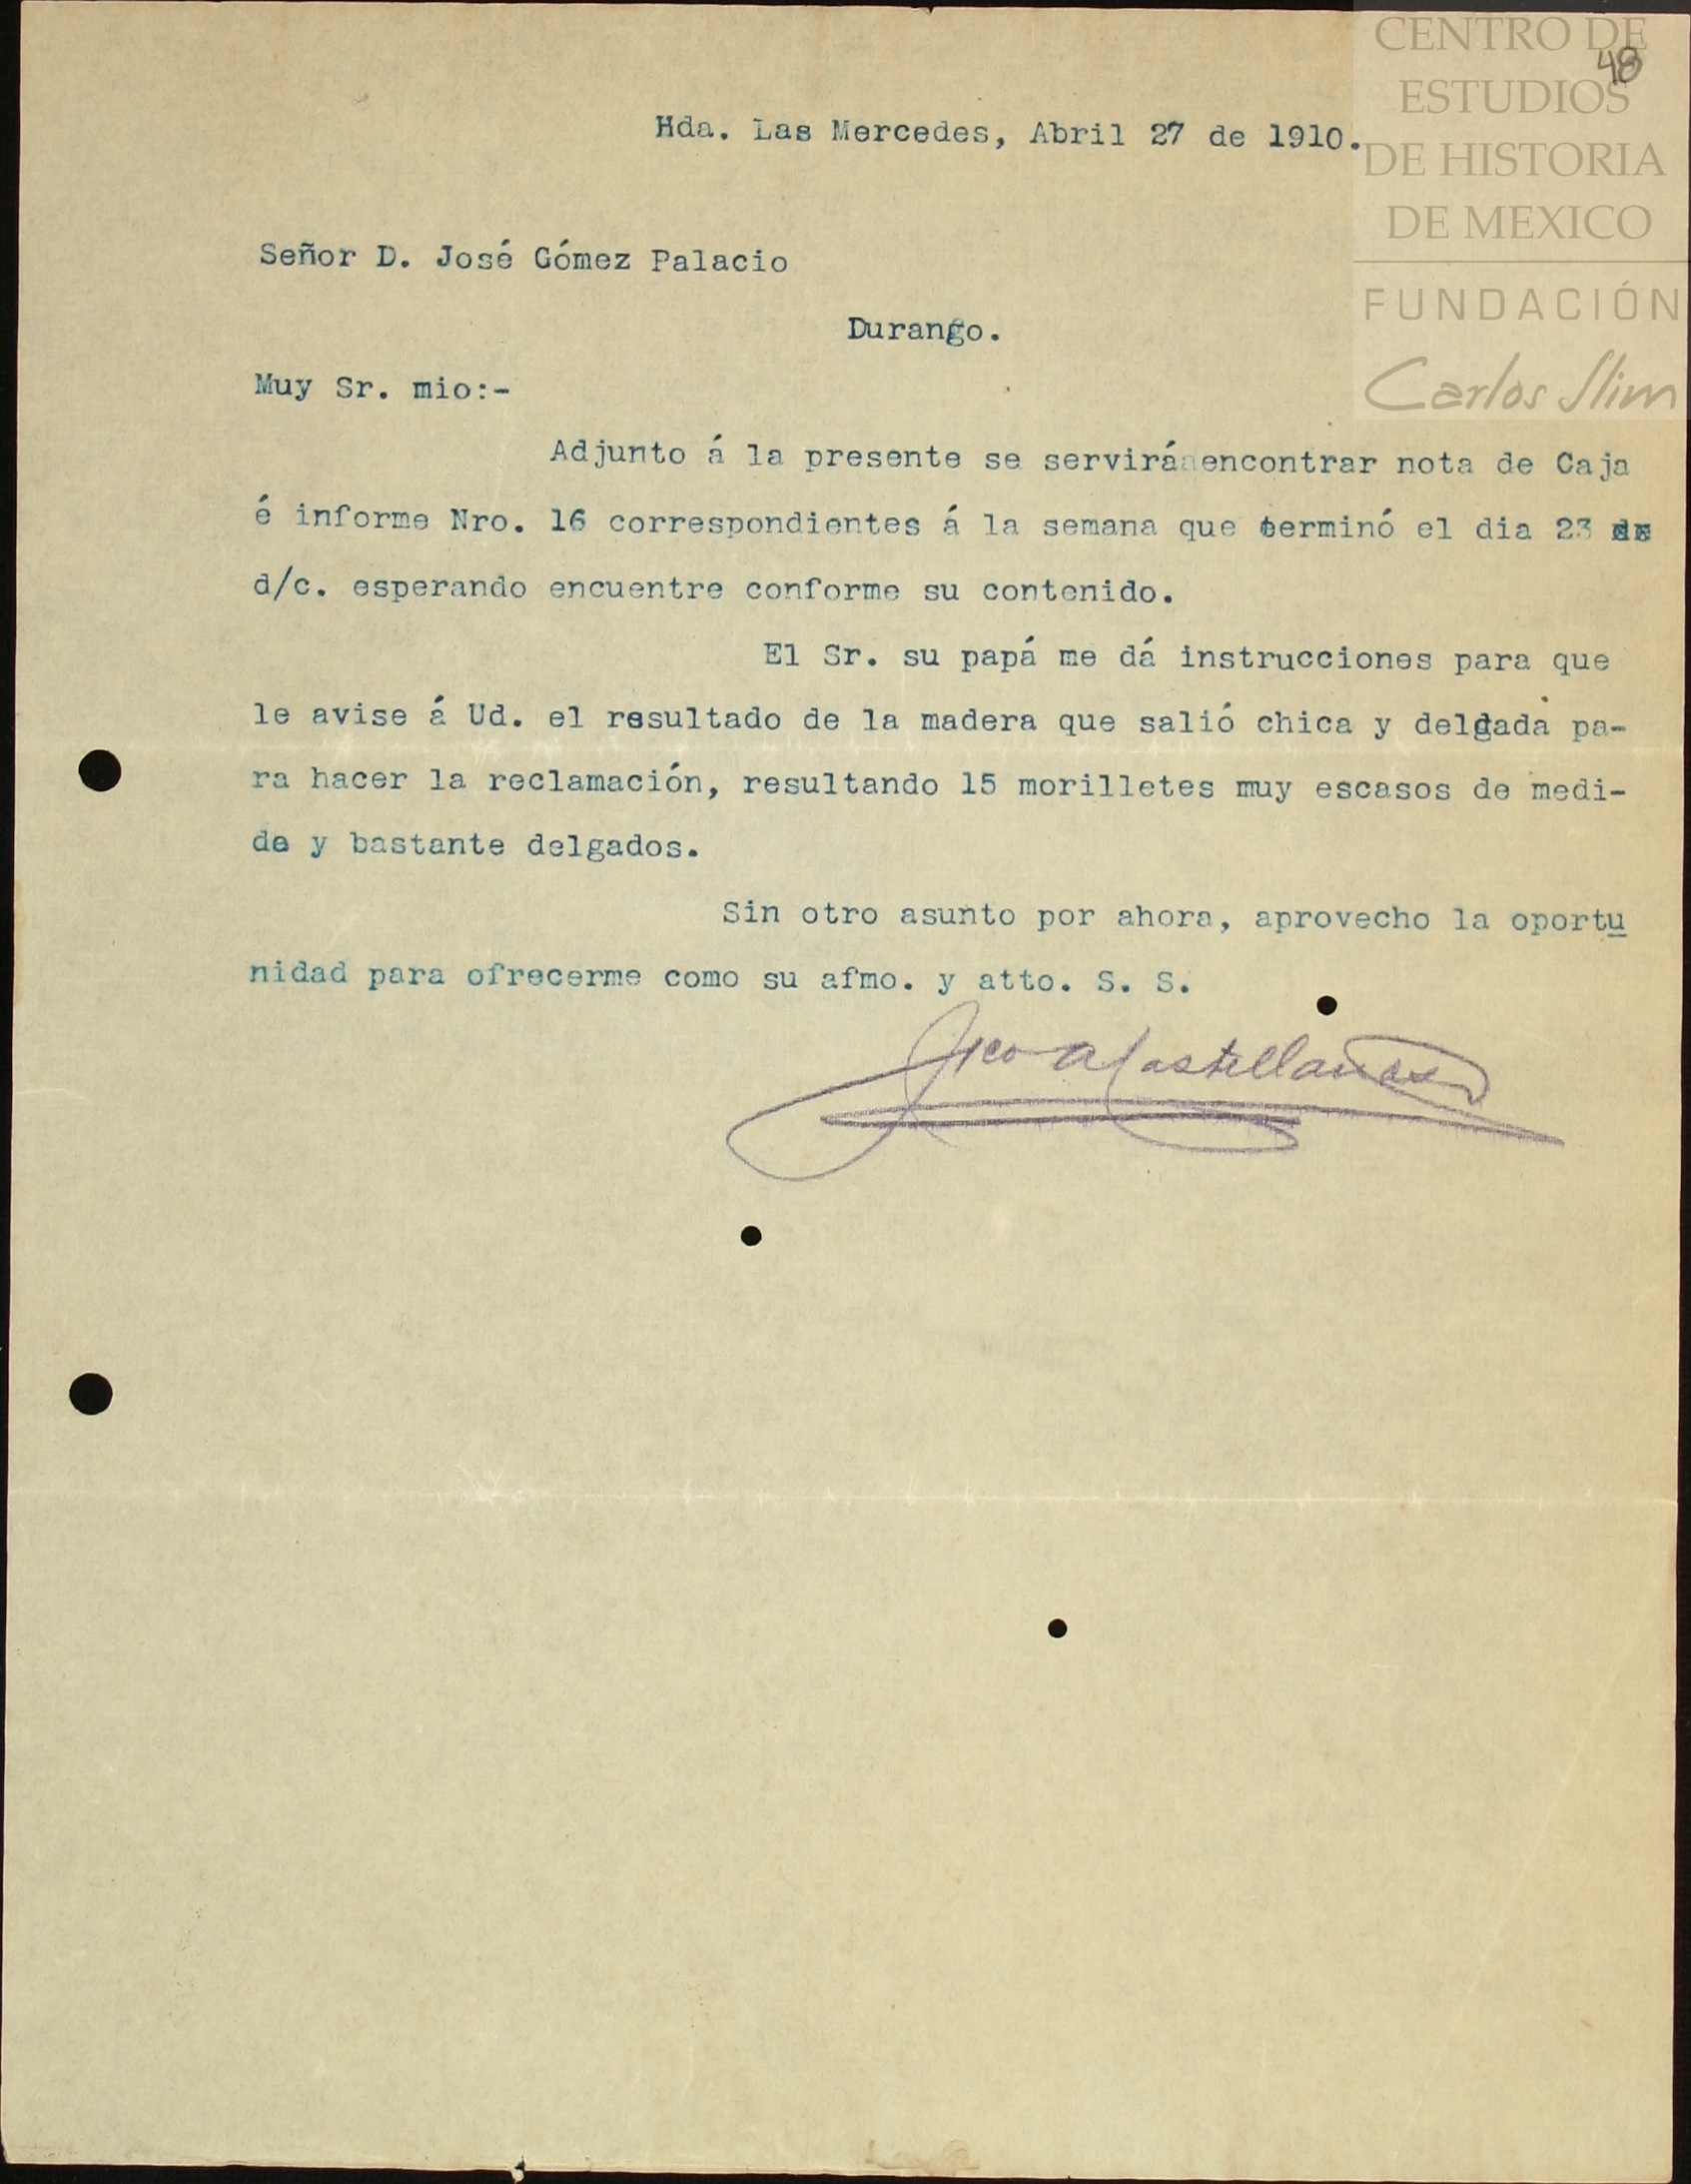 CENTRO DE
ESTUDIOS
DE HISTORIA
DE MEXICO
FUNDACIÓN
Carlos Slim
48
Hda. Las Mercedes, Abril 27 de 1910.
Señor D. José Gómez Palacio
Durango.
Muy Sr. mio:-
Adjunto á la presente se servirá encontrar nota de Caja
é informe Nro. 16 correspondientes á la semana que terminó el dia 23
d/c. esperando encuentre conforme su contenido.
El Sr. su papá me dá instrucciones para que
le avise á Ud. el resultado de la madera que salió chica y delgada pa-
ra hacer la reclamación, resultando 15 morilletes muy escasos de medi-
da y bastante delgados.
Sin otro asunto por ahora, aprovecho la oportu
nidad para ofrecerme como su afmo. y atto. S. S.
Fco A Castellanos